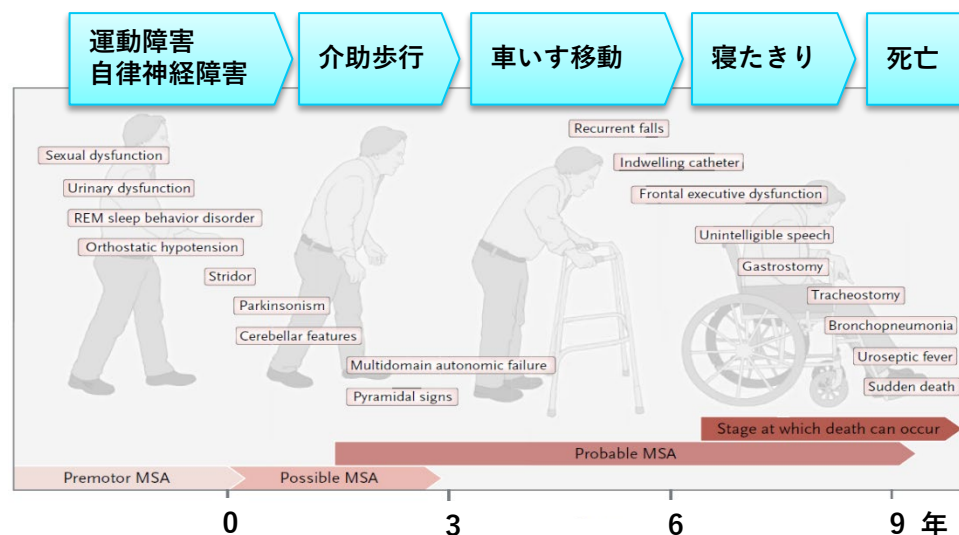 運動障害
自律神経障害
介助歩行
車いす移動
寝たきり
死亡
Recurrent falls
Sexual dysfunction
Indwelling catheter
Urinary dysfunction
Frontal executive dysfunction
REM sleep behavior disorder
Unintelligible speech
Orthostatic hypotension
Gastrostomy
Stridor
Tracheostomy
Parkinsonism
Bronchopneumonia
Cerebellar features
Uroseptic fever
Multidomain autonomic failure
Sudden death
Pyramidal signs
Stage at which death can occur
Probable MSA
Premotor MSA
Possible MSA
0
3
6
9 年